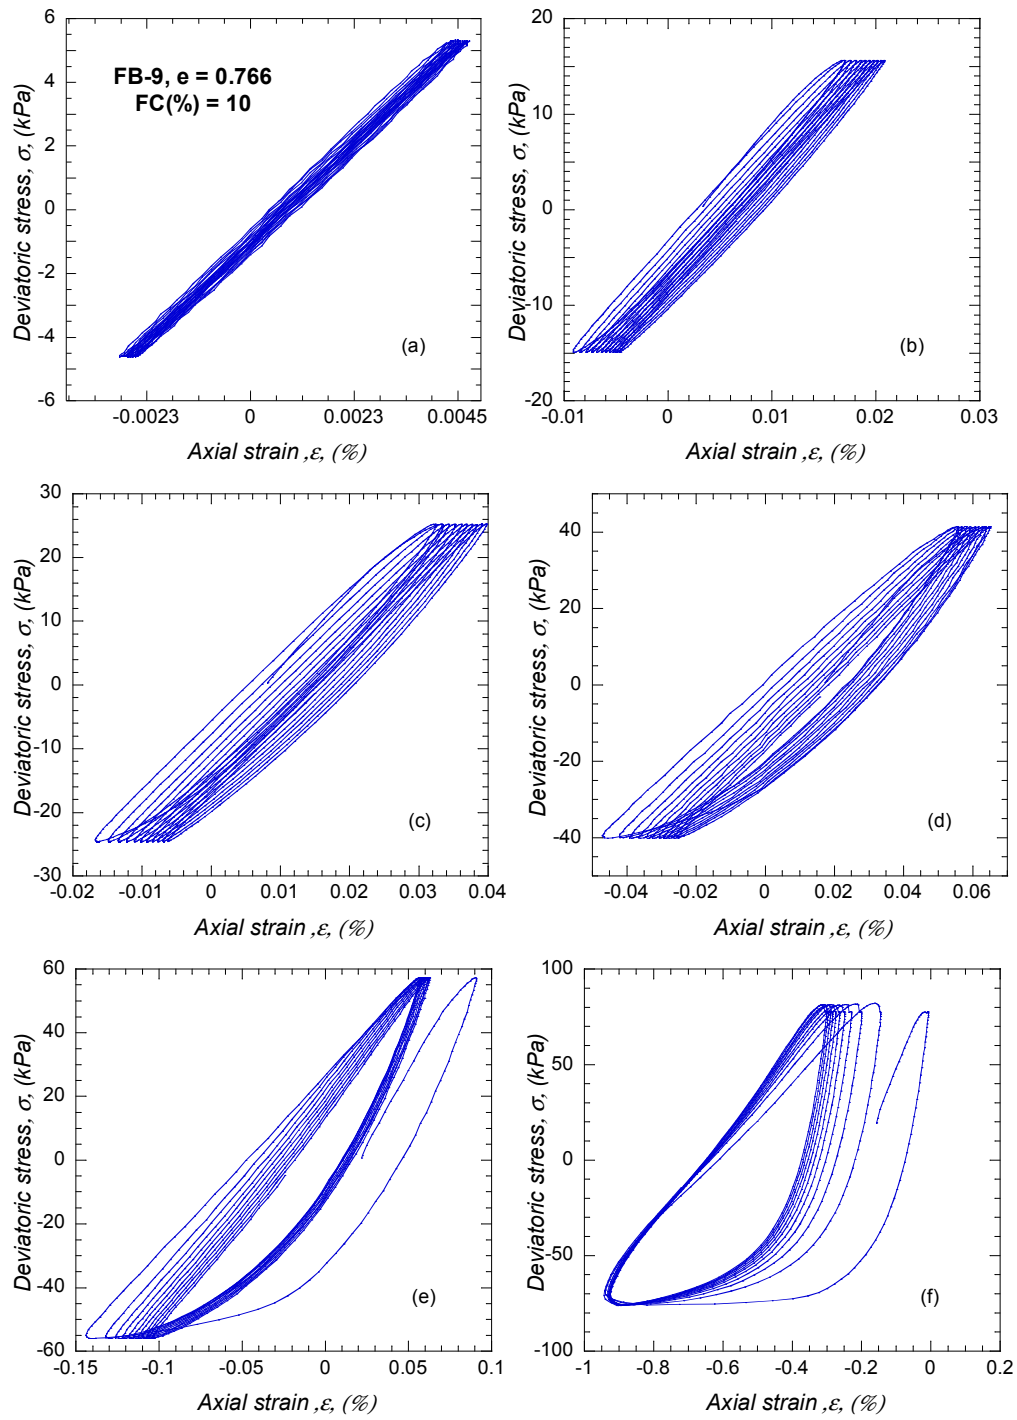 6
4
2
0
-2
-4
-6
Deviatoric stress, σ, (kPa)
FB-9, e = 0.766
FC(%) = 10
(a)
-0.0023 0 0.0023 0.0045
Axial strain ,ε, (%)
20
10
0
-10
-20
Deviatoric stress, σ, (kPa)
(b)
-0.01 0 0.01 0.02 0.03
Axial strain ,ε, (%)
30
20
10
0
-10
-20
-30
Deviatoric stress, σ, (kPa)
(c)
-0.02 -0.01 0 0.01 0.02 0.03 0.04
Axial strain ,ε, (%)
40
20
0
-20
-40
Deviatoric stress, σ, (kPa)
(d)
-0.04 -0.02 0 0.02 0.04 0.06
Axial strain ,ε, (%)
60
40
20
0
-20
-40
-60
Deviatoric stress, σ, (kPa)
(e)
-0.15 -0.1 -0.05 0 0.05 0.1
Axial strain ,ε, (%)
100
50
0
-50
-100
Deviatoric stress, σ, (kPa)
(f)
-1 -0.8 -0.6 -0.4 -0.2 0 0.2
Axial strain ,ε, (%)